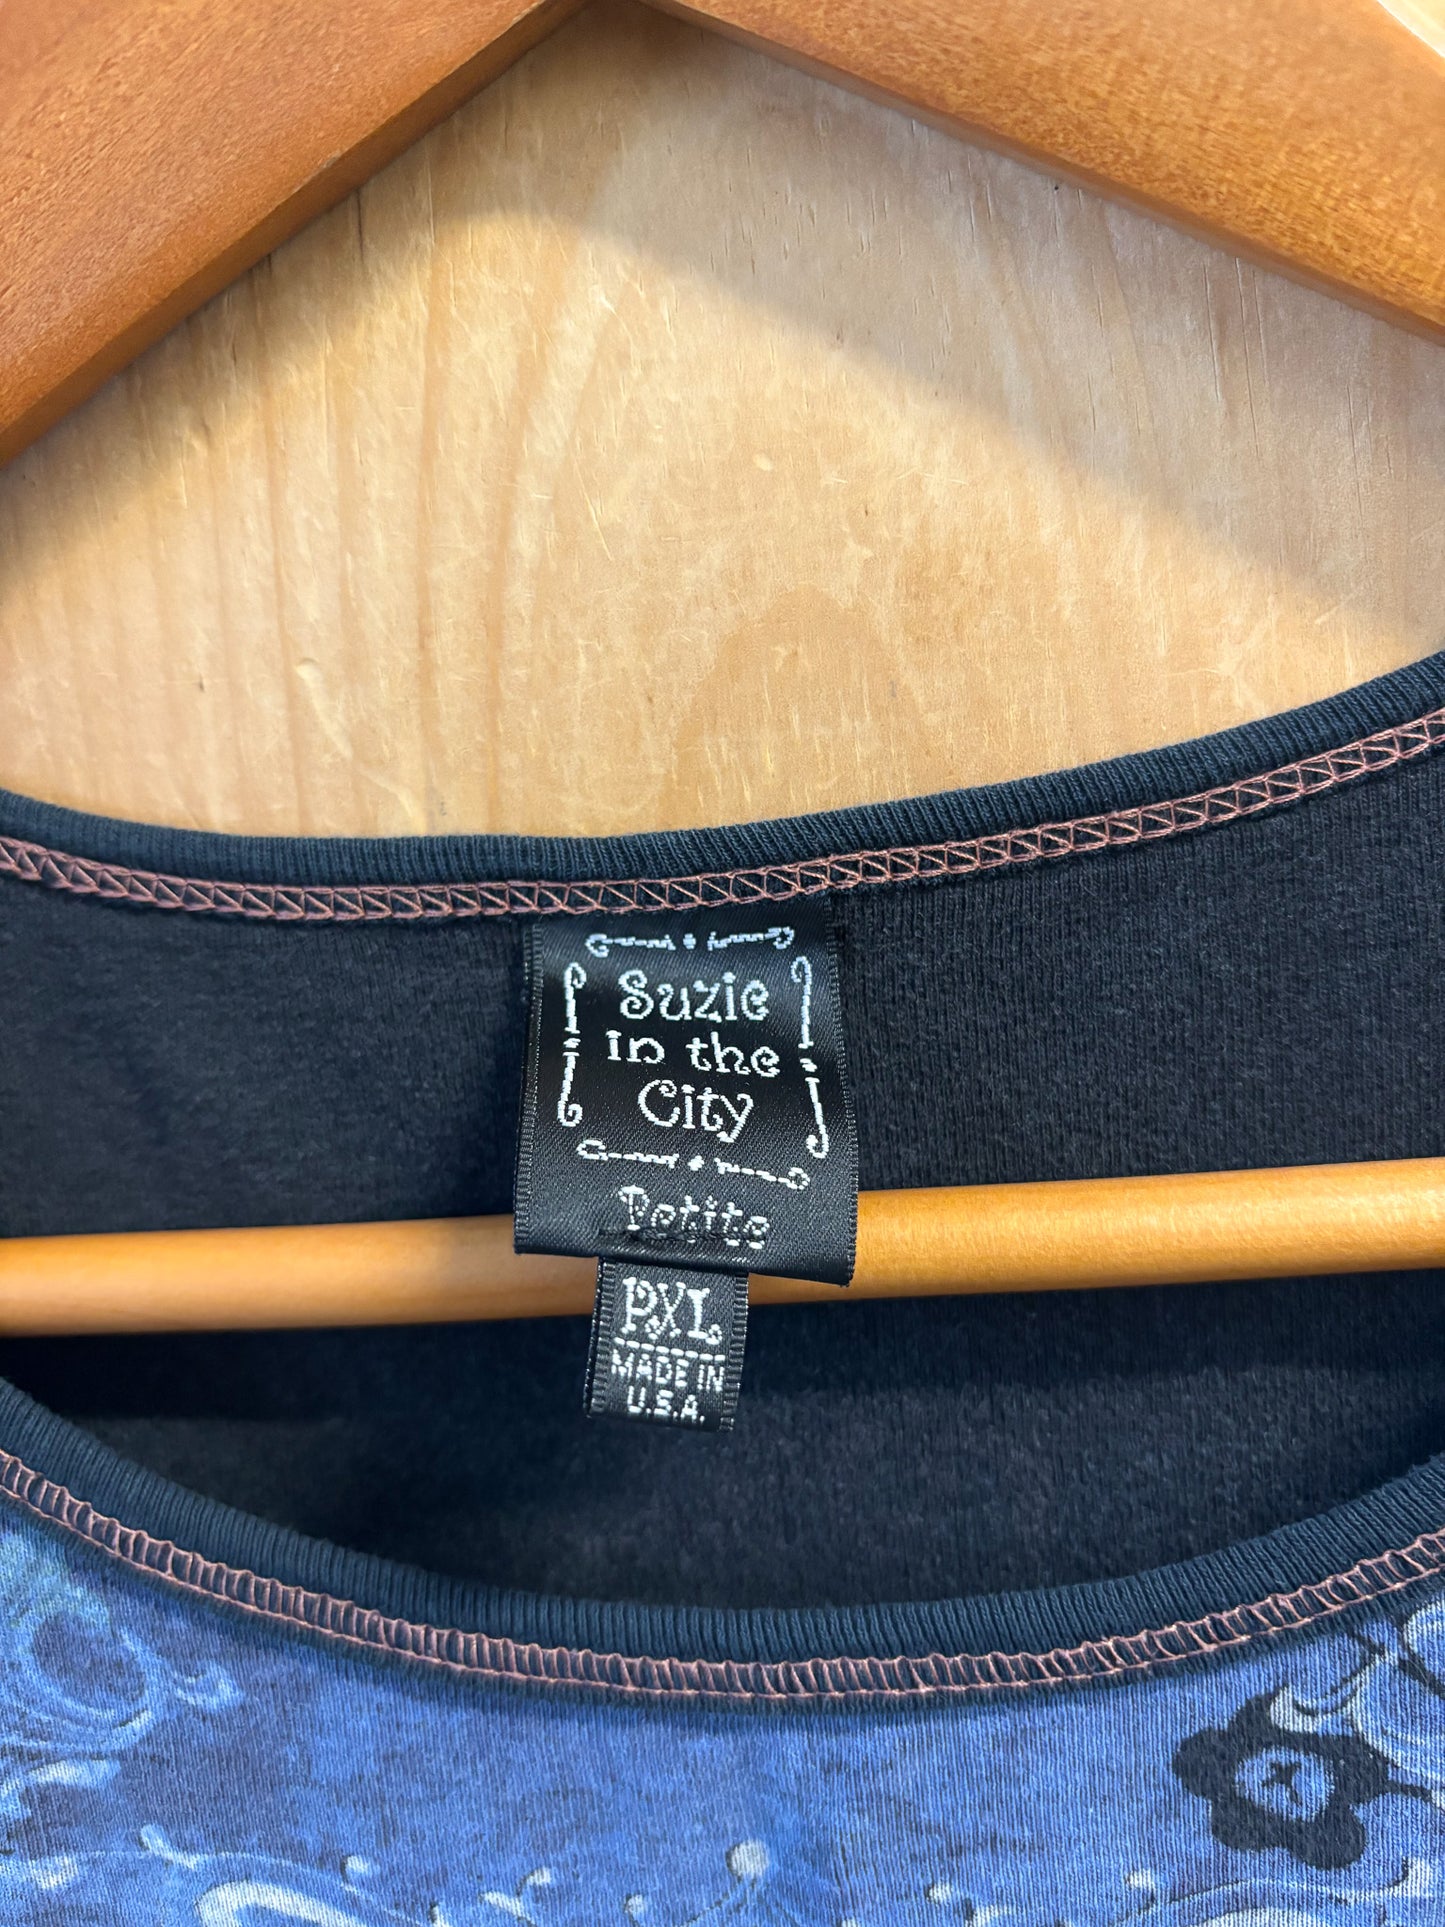 Suzie
in the
City
Petite
PXL
MADE IN
U.S.A.